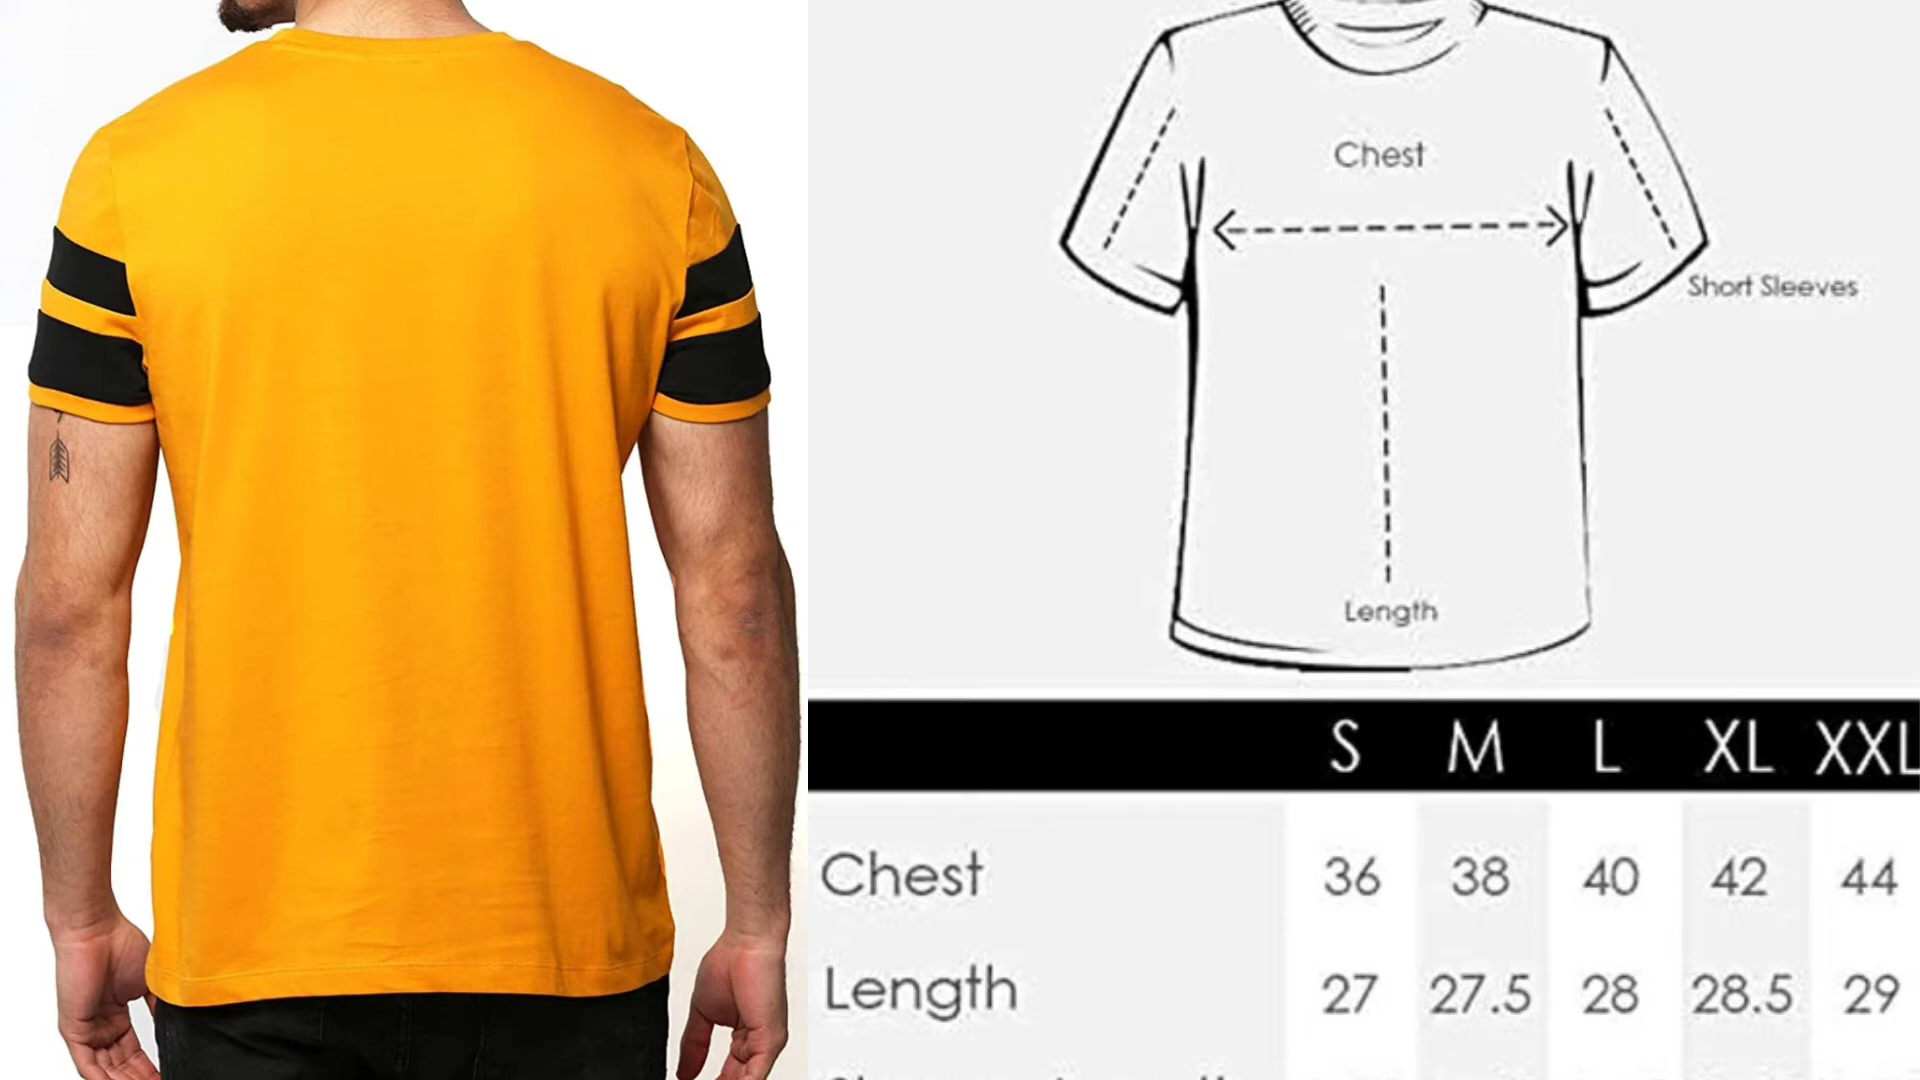 Chest
Short Sleeves
Length
S M L XL XXL
Chest 36 38 40 42 44
Length 27 27.5 28 28.5 29